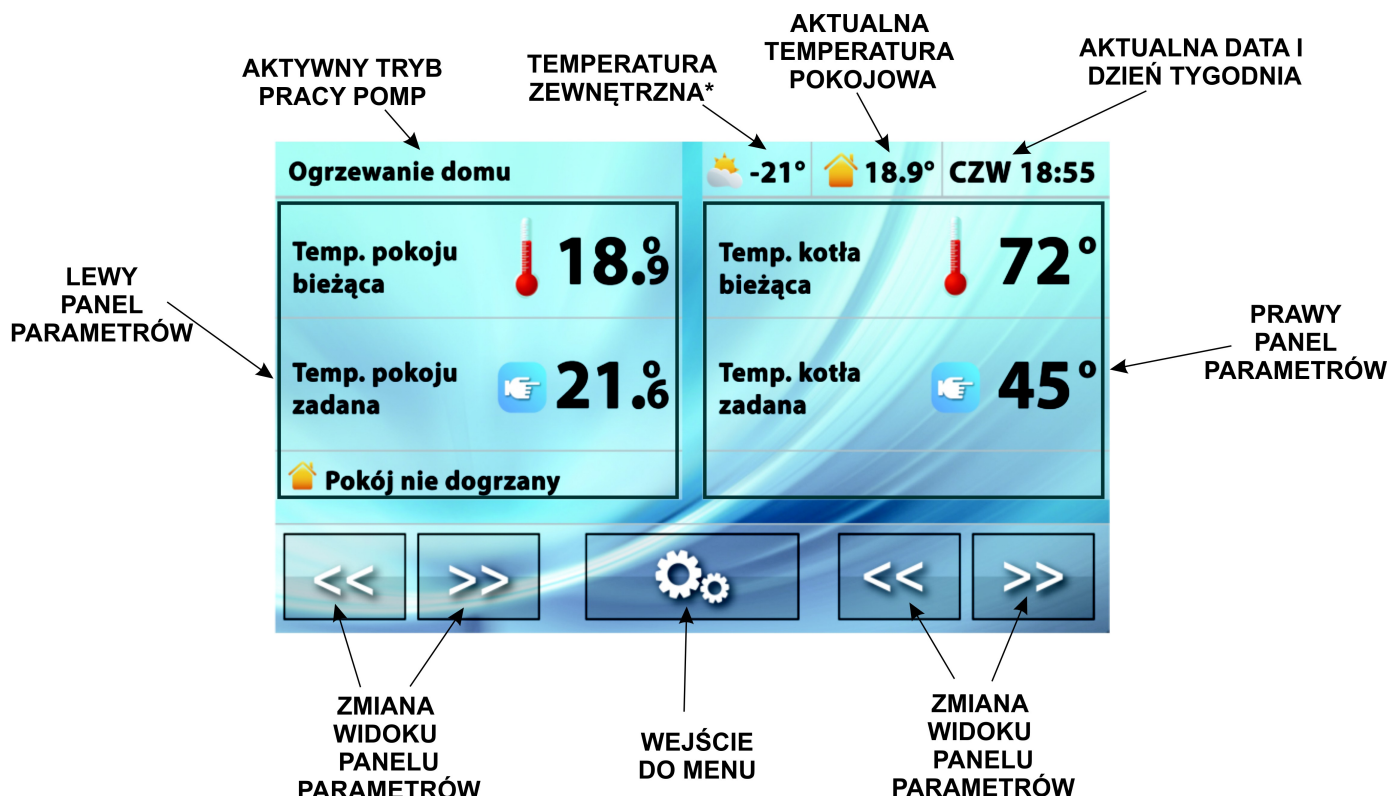 AKTUALNA
TEMPERATURA
POKOJOWA
AKTYWNY TRYB
PRACY POMP
TEMPERATURA
ZEWNĘTRZNA*
AKTUALNA DATA I
DZIEŃ TYGODNIA
Ogrzewanie domu
-21°
18.9°
CZW 18:55
Temp. pokoju
bieżąca
18.9°
Temp. kotła
bieżąca
72°
LEWY
PANEL
PARAMETRÓW
PRAWY
PANEL
PARAMETRÓW
Temp. pokoju
zadana
21.6°
Temp. kotła
zadana
45°
Pokój nie dogrzany
<<
>>
<<
>>
ZMIANA
WIDOKU
PANELU
PARAMETRÓW
WEJŚCIE
DO MENU
ZMIANA
WIDOKU
PANELU
PARAMETRÓW